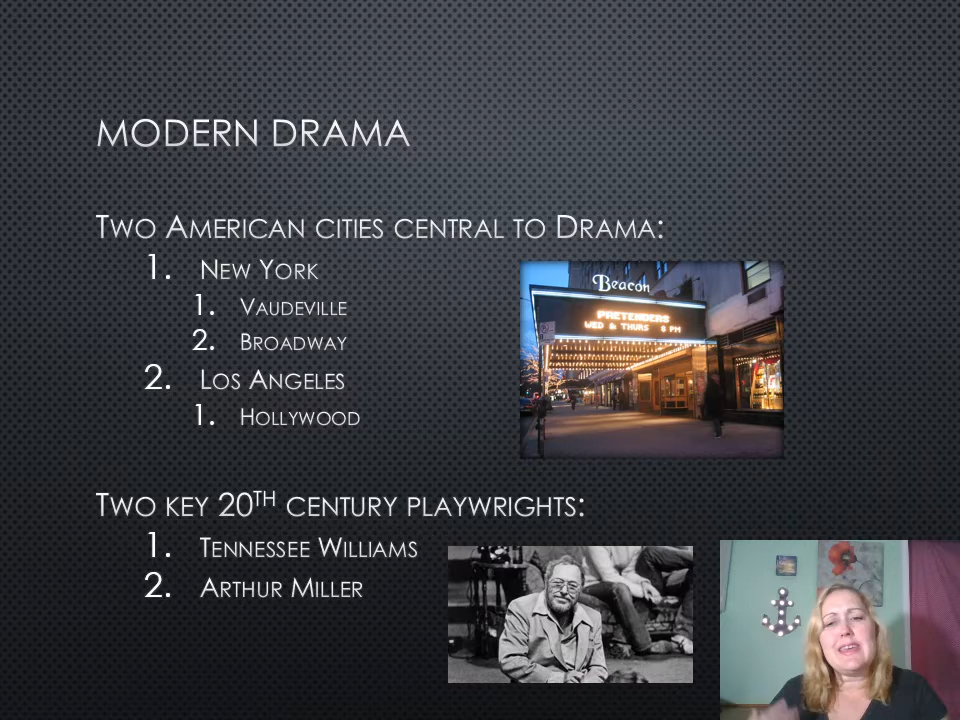 MODERN DRAMA
TWO AMERICAN CITIES CENTRAL TO DRAMA:
1. NEW YORK
1. VAUDEVILLE
2. BROADWAY
2. LOS ANGELES
1. HOLLYWOOD
Beacon
PRETENDERS
WED & THURS 8 PM
TWO KEY 20TH CENTURY PLAYWRIGHTS:
1. TENNESSEE WILLIAMS
2. ARTHUR MILLER